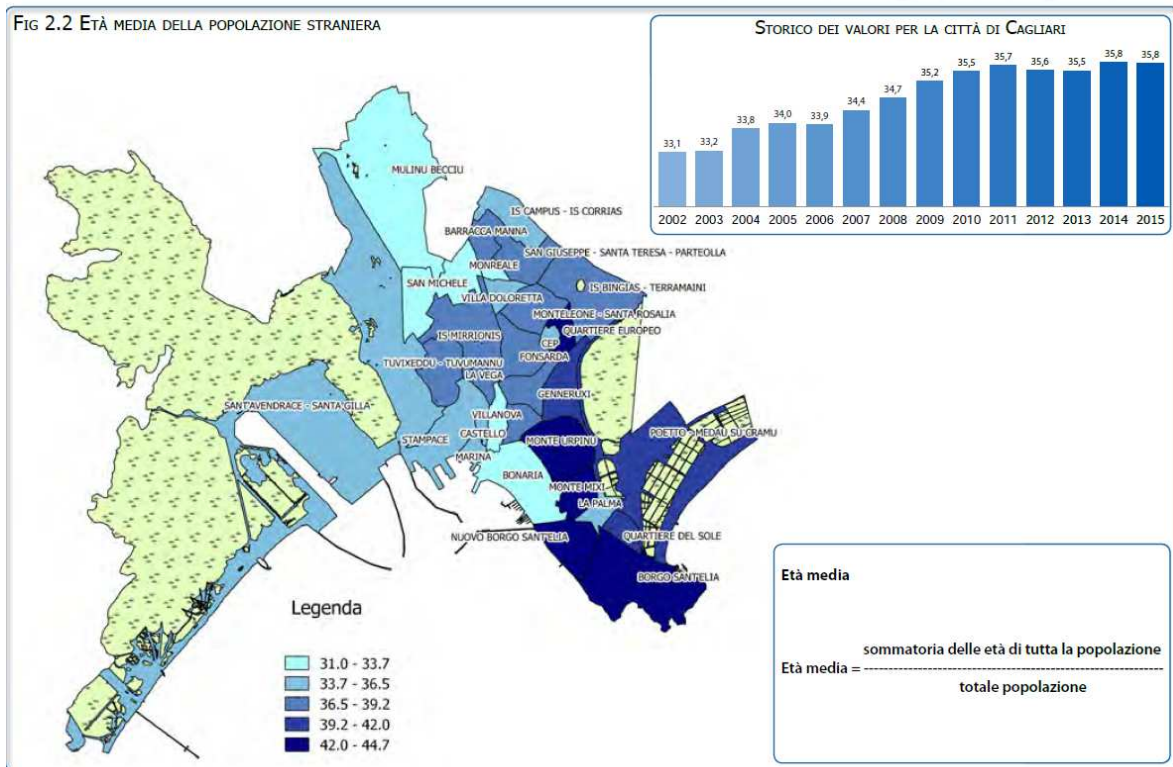 FIG 2.2 ETÀ MEDIA DELLA POPOLAZIONE STRANIERA
STORICO DEI VALORI PER LA CITTÀ DI CAGLIARI
33,1
33,2
33,8
34,0
33,9
34,4
34,7
35,2
35,5
35,7
35,6
35,5
35,8
35,8
2002 2003 2004 2005 2006 2007 2008 2009 2010 2011 2012 2013 2014 2015
MULINU BECCIU
IS CAMPUS - IS CORRIAS
BARRACCA MANNA
SAN GIUSEPPE - SANTA TERESA - PARTEOLLA
MONREALE
SAN MICHELE
IS BINGIAS - TERRAMAINI
VILLA DOLORETTA
MONTELEONE - SANTA ROSALIA
QUARTIERE EUROPEO
IS MIRRIONIS
CEP
FONSARDA
TUVIXEDDU - TUVUMANNU
LA VEGA
GENNERUXI
SANT'AVENDRACE - SANTA GILLA
VILLANOVA
CASTELLO
STAMPACE
POETTO - MEDAU SU CRAMU
MONTE URPINU
MARINA
BONARIA
MONTE MIXI
LA PALMA
NUOVO BORGO SANT'ELIA
QUARTIERE DEL SOLE
BORGO SANT'ELIA
Legenda
31.0 - 33.7
33.7 - 36.5
36.5 - 39.2
39.2 - 42.0
42.0 - 44.7
Età media
sommatoria delle età di tutta la popolazione
Età media =
totale popolazione